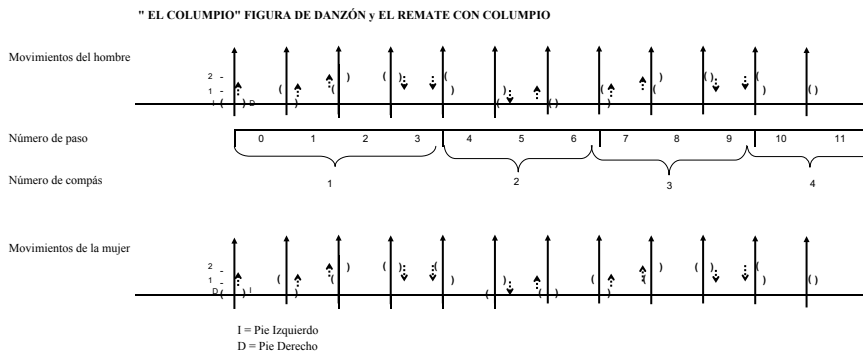 " EL COLUMPIO" FIGURA DE DANZÓN y EL REMATE CON COLUMPIO
Movimientos del hombre
2 -
1 -
I ( ) D
Número de paso
0 1 2 3 4 5 6 7 8 9 10 11
Número de compás
1 2 3 4
Movimientos de la mujer
2 -
1 -
D ( ) I
I = Pie Izquierdo
D = Pie Derecho